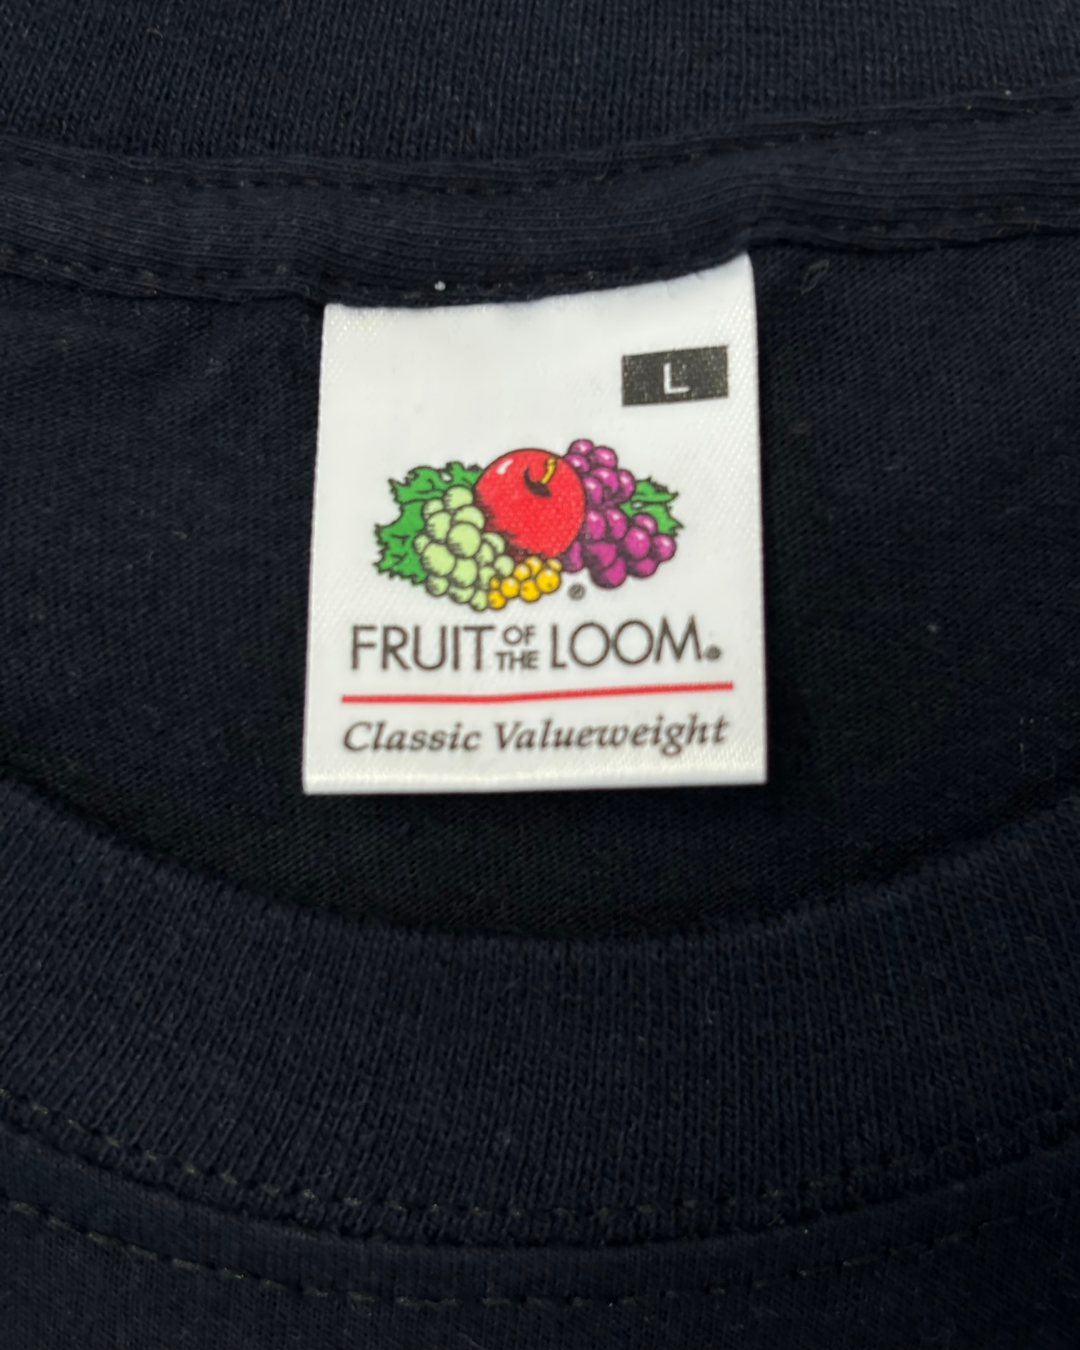 L
®
FRUIT OF THE LOOM®
Classic Valueweight